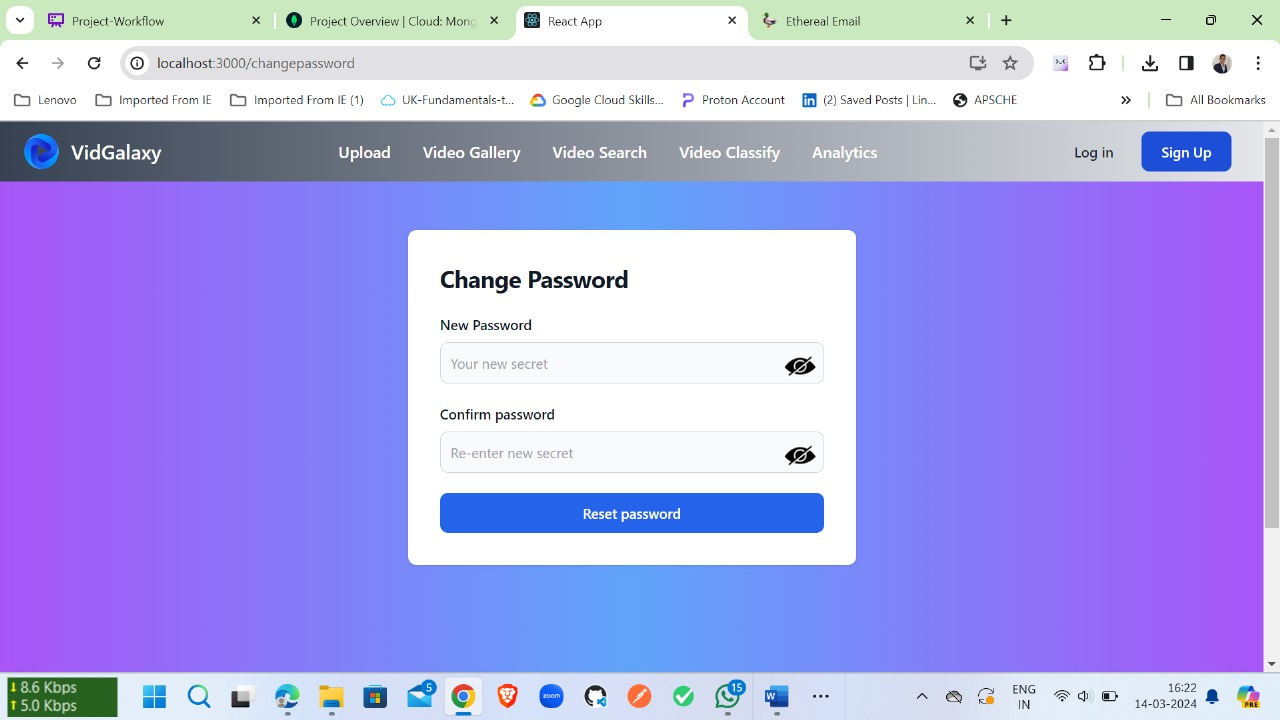 Project-Workflow
Project Overview | Cloud: Mong
React App
Ethereal Email
localhost:3000/changepassword
Lenovo
Imported From IE
Imported From IE (1)
UK-Fundamentals-t...
Google Cloud Skills...
Proton Account
(2) Saved Posts | Lin...
APSCHE
All Bookmarks
VidGalaxy
Upload
Video Gallery
Video Search
Video Classify
Analytics
Log in
Sign Up
Change Password
New Password
Your new secret
Confirm password
Re-enter new secret
Reset password
8.6 Kbps
5.0 Kbps
5
zoom
15
ENG
IN
16:22
14-03-2024
PRE